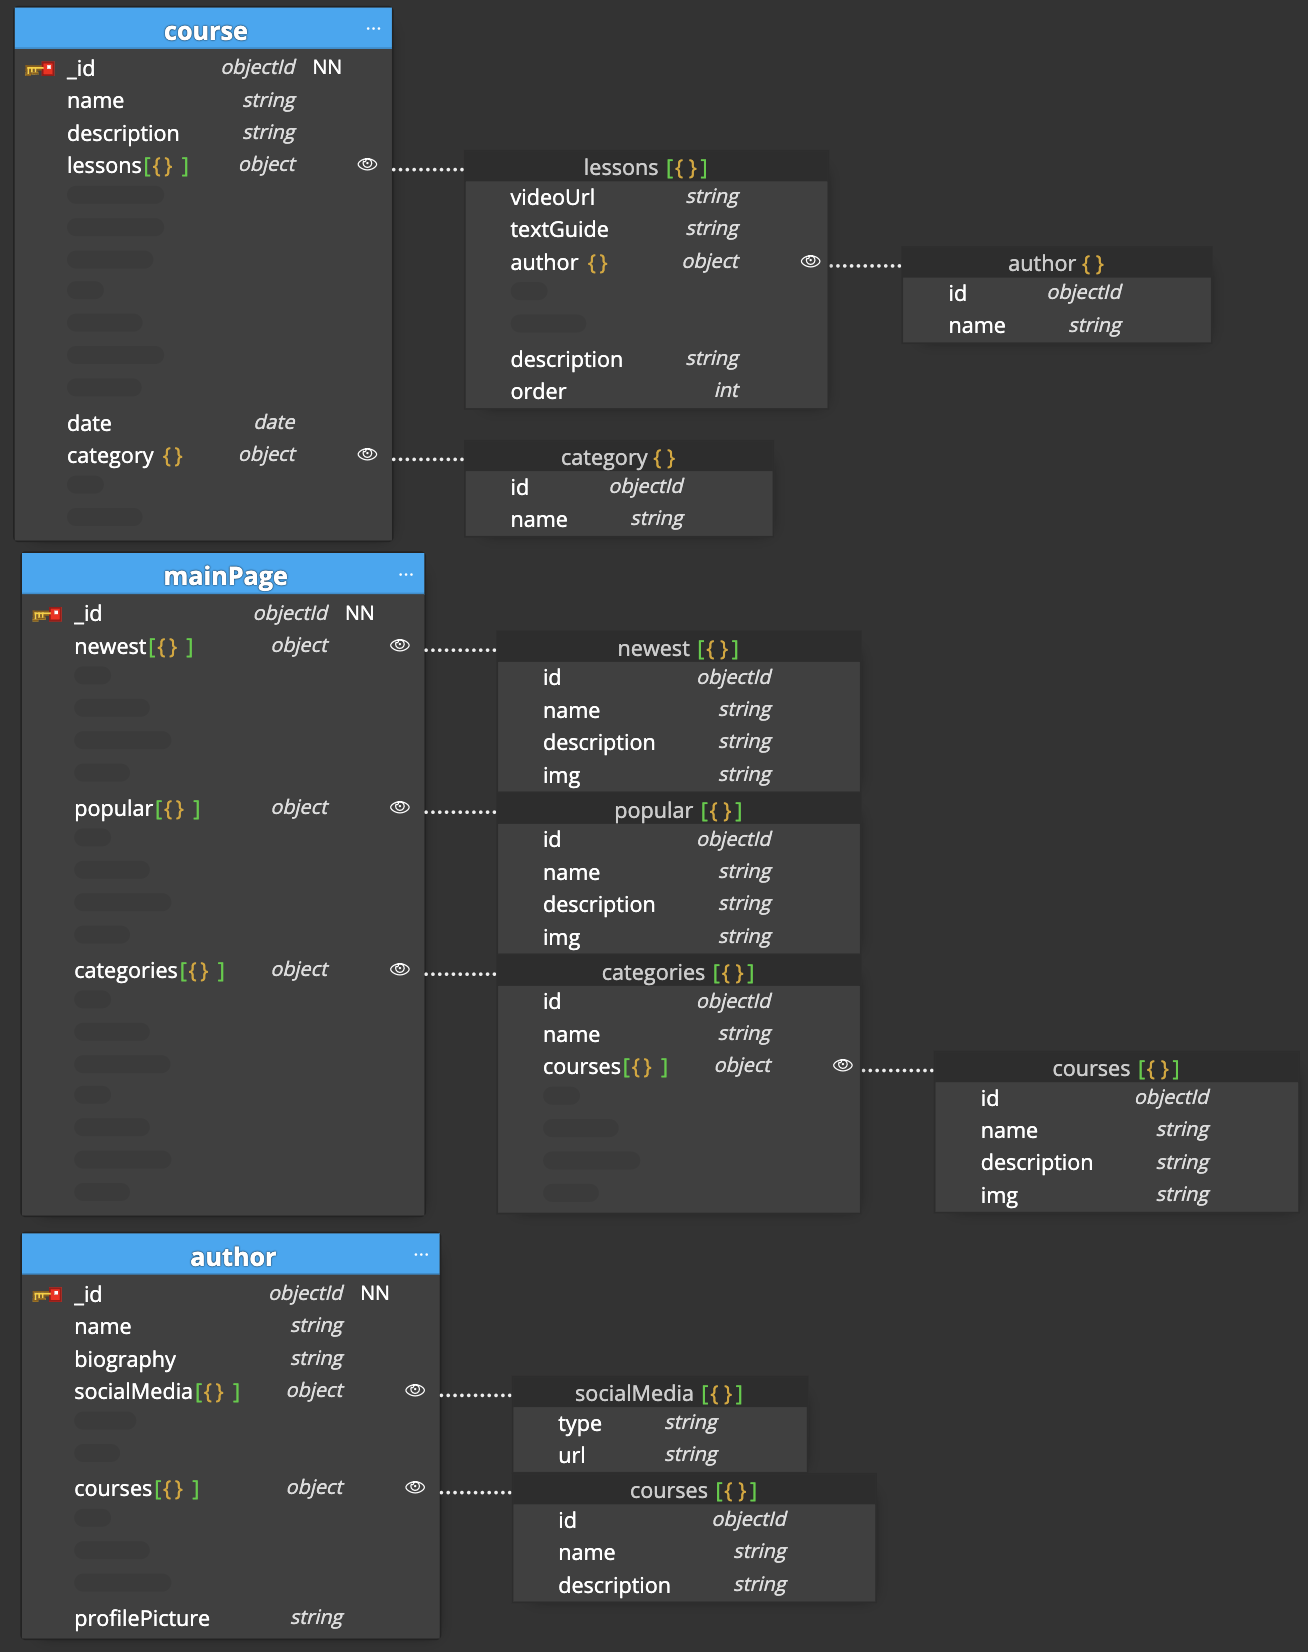 course ...
_id objectId NN
name string
description string
lessons[{} ] object
date date
category {} object
lessons [{}]
videoUrl string
textGuide string
author {} object
description string
order int
author {}
id objectId
name string
category {}
id objectId
name string
mainPage ...
_id objectId NN
newest[{} ] object
popular[{} ] object
categories[{} ] object
newest [{}]
id objectId
name string
description string
img string
popular [{}]
id objectId
name string
description string
img string
categories [{}]
id objectId
name string
courses[{} ] object
courses [{}]
id objectId
name string
description string
img string
author ...
_id objectId NN
name string
biography string
socialMedia[{} ] object
courses[{} ] object
profilePicture string
socialMedia [{}]
type string
url string
courses [{}]
id objectId
name string
description string